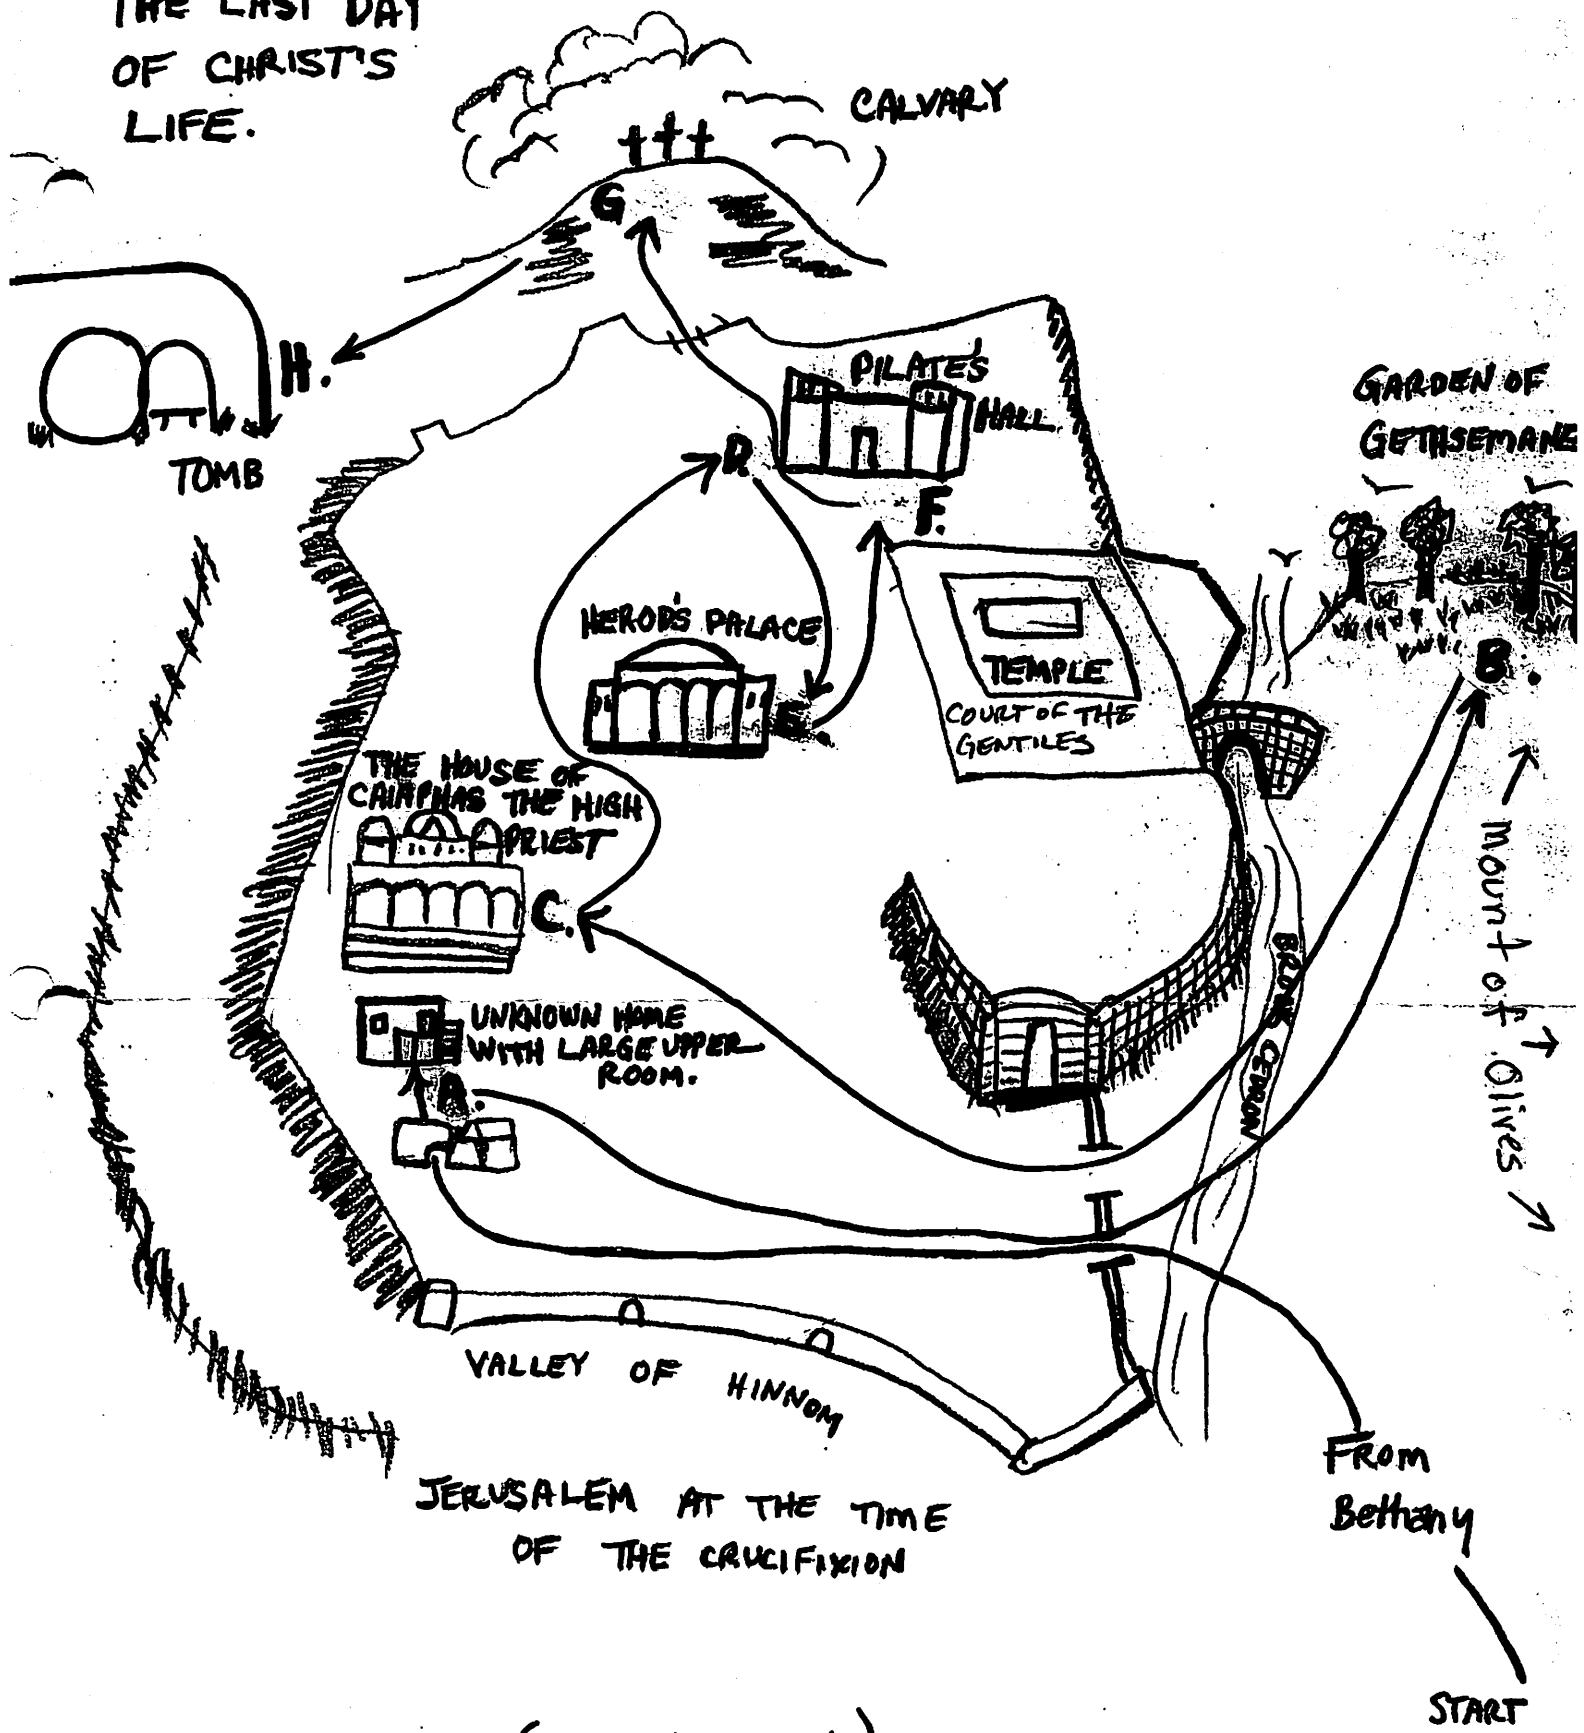 THE LAST DAY
OF CHRIST'S
LIFE.
CALVARY
G
H.
TOMB
PILATE'S
HALL
D.
F.
GARDEN OF
GETHSEMANE
B.
HEROD'S PALACE
E.
TEMPLE
COURT OF THE
GENTILES
THE HOUSE OF
CAIAPHAS THE HIGH
PRIEST
C.
Mount of Olives
BROOK CEDRON
UNKNOWN HOME
WITH LARGE UPPER
ROOM.
A.
VALLEY OF HINNOM
From
Bethany
START
JERUSALEM AT THE TIME
OF THE CRUCIFIXION